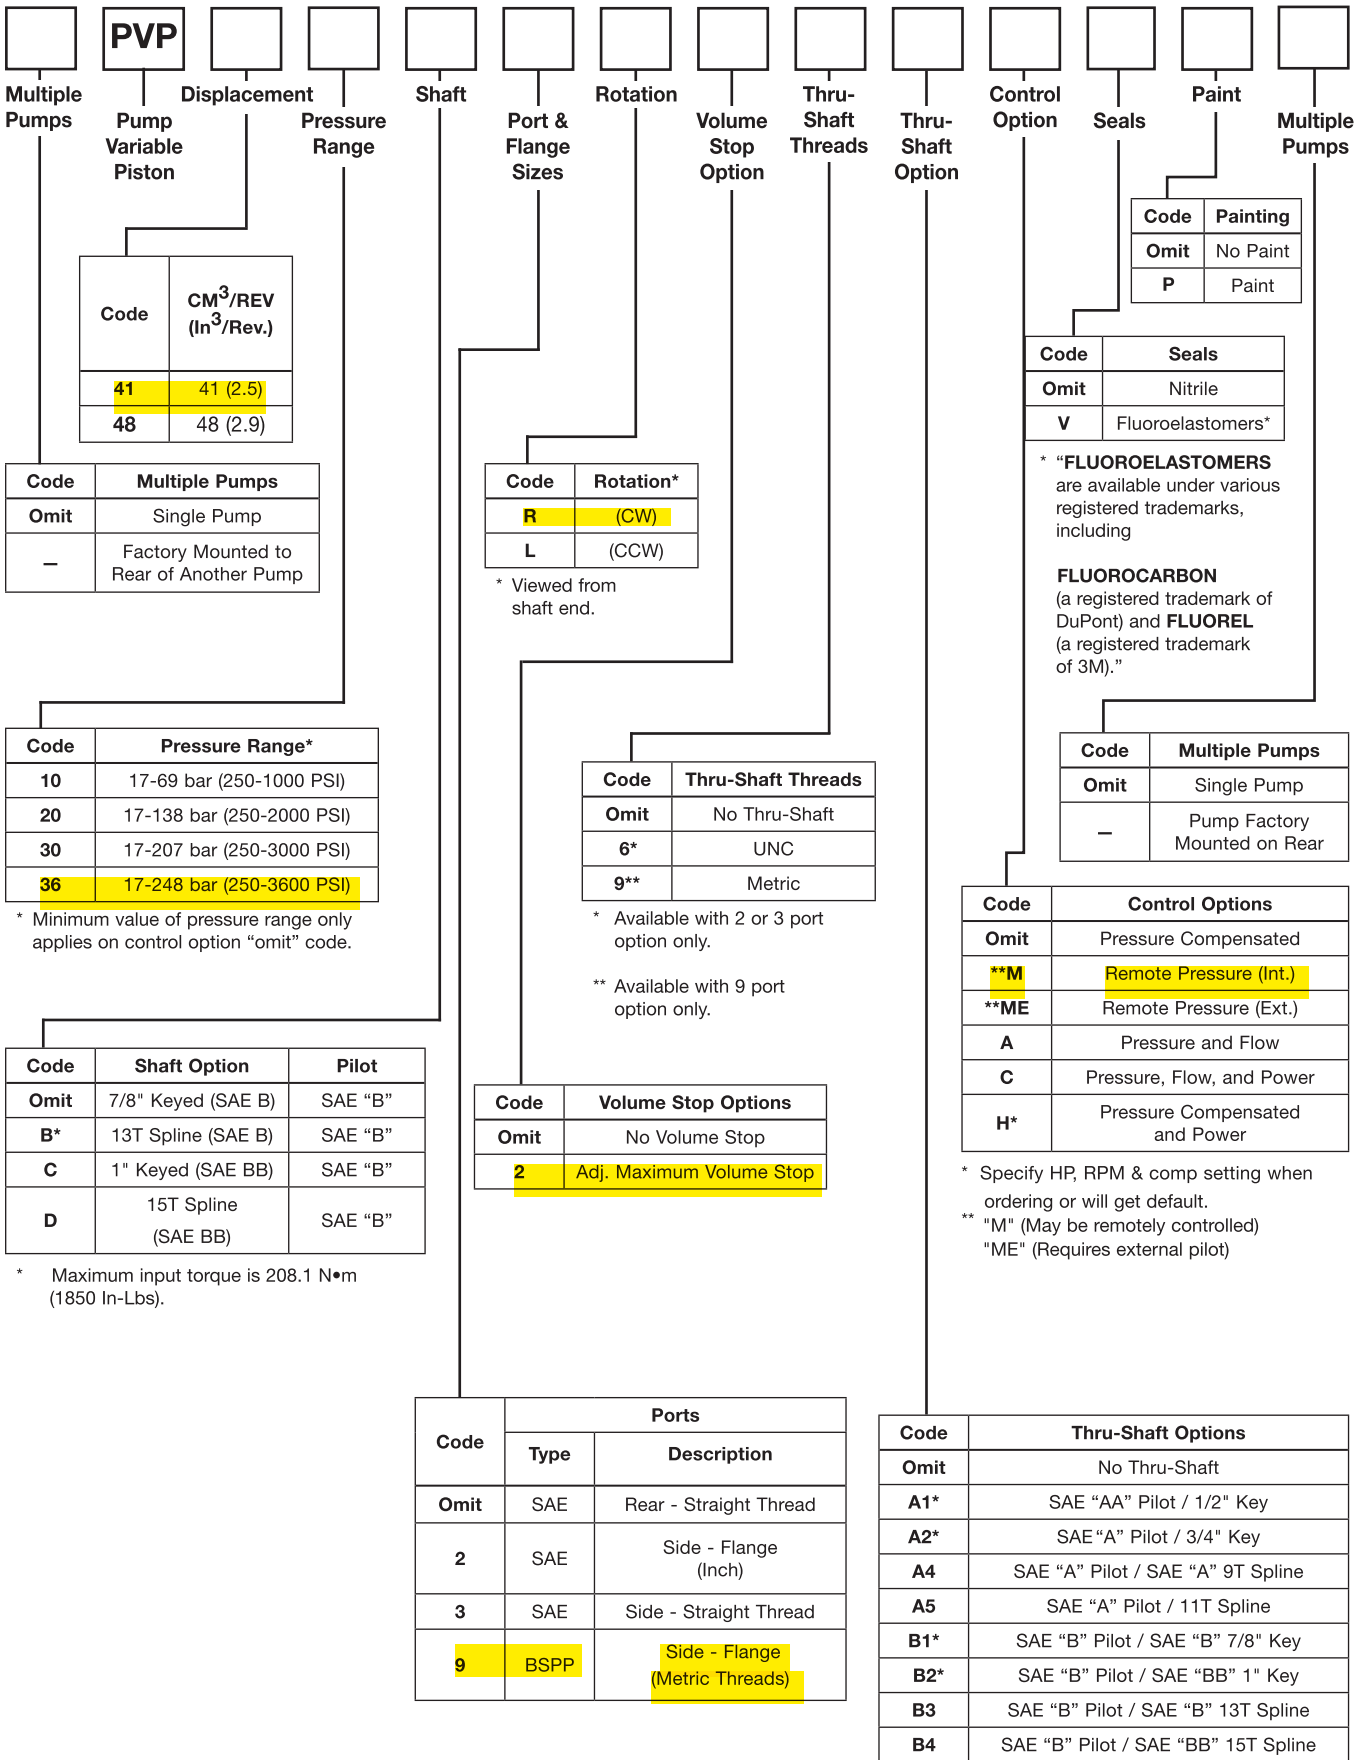 PVP
Multiple
Pumps
Pump
Variable
Piston
Displacement
Pressure
Range
Shaft
Port &
Flange
Sizes
Rotation
Volume
Stop
Option
Thru-
Shaft
Threads
Thru-
Shaft
Option
Control
Option
Seals
Paint
Multiple
Pumps
Code Painting
Omit No Paint
P Paint
Code CM3/REV
(In3/Rev.)
41 41 (2.5)
48 48 (2.9)
Code Seals
Omit Nitrile
V Fluoroelastomers*
* “FLUOROELASTOMERS
are available under various
registered trademarks,
including
FLUOROCARBON
(a registered trademark of
DuPont) and FLUOREL
(a registered trademark
of 3M).”
Code Multiple Pumps
Omit Single Pump
– Factory Mounted to
Rear of Another Pump
Code Rotation*
R (CW)
L (CCW)
* Viewed from
shaft end.
Code Pressure Range*
10 17-69 bar (250-1000 PSI)
20 17-138 bar (250-2000 PSI)
30 17-207 bar (250-3000 PSI)
36 17-248 bar (250-3600 PSI)
* Minimum value of pressure range only
applies on control option “omit” code.
Code Thru-Shaft Threads
Omit No Thru-Shaft
6* UNC
9** Metric
* Available with 2 or 3 port
option only.
** Available with 9 port
option only.
Code Multiple Pumps
Omit Single Pump
– Pump Factory
Mounted on Rear
Code Control Options
Omit Pressure Compensated
**M Remote Pressure (Int.)
**ME Remote Pressure (Ext.)
A Pressure and Flow
C Pressure, Flow, and Power
H* Pressure Compensated
and Power
* Specify HP, RPM & comp setting when
ordering or will get default.
** "M" (May be remotely controlled)
"ME" (Requires external pilot)
Code Shaft Option Pilot
Omit 7/8" Keyed (SAE B) SAE “B”
B* 13T Spline (SAE B) SAE “B”
C 1" Keyed (SAE BB) SAE “B”
D 15T Spline
(SAE BB) SAE “B”
* Maximum input torque is 208.1 N•m
(1850 In-Lbs).
Code Volume Stop Options
Omit No Volume Stop
2 Adj. Maximum Volume Stop
Code Ports
Type Description
Omit SAE Rear - Straight Thread
2 SAE Side - Flange
(Inch)
3 SAE Side - Straight Thread
9 BSPP Side - Flange
(Metric Threads)
Code Thru-Shaft Options
Omit No Thru-Shaft
A1* SAE “AA” Pilot / 1/2" Key
A2* SAE “A” Pilot / 3/4" Key
A4 SAE “A” Pilot / SAE “A” 9T Spline
A5 SAE “A” Pilot / 11T Spline
B1* SAE “B” Pilot / SAE “B” 7/8" Key
B2* SAE “B” Pilot / SAE “BB” 1" Key
B3 SAE “B” Pilot / SAE “B” 13T Spline
B4 SAE “B” Pilot / SAE “BB” 15T Spline